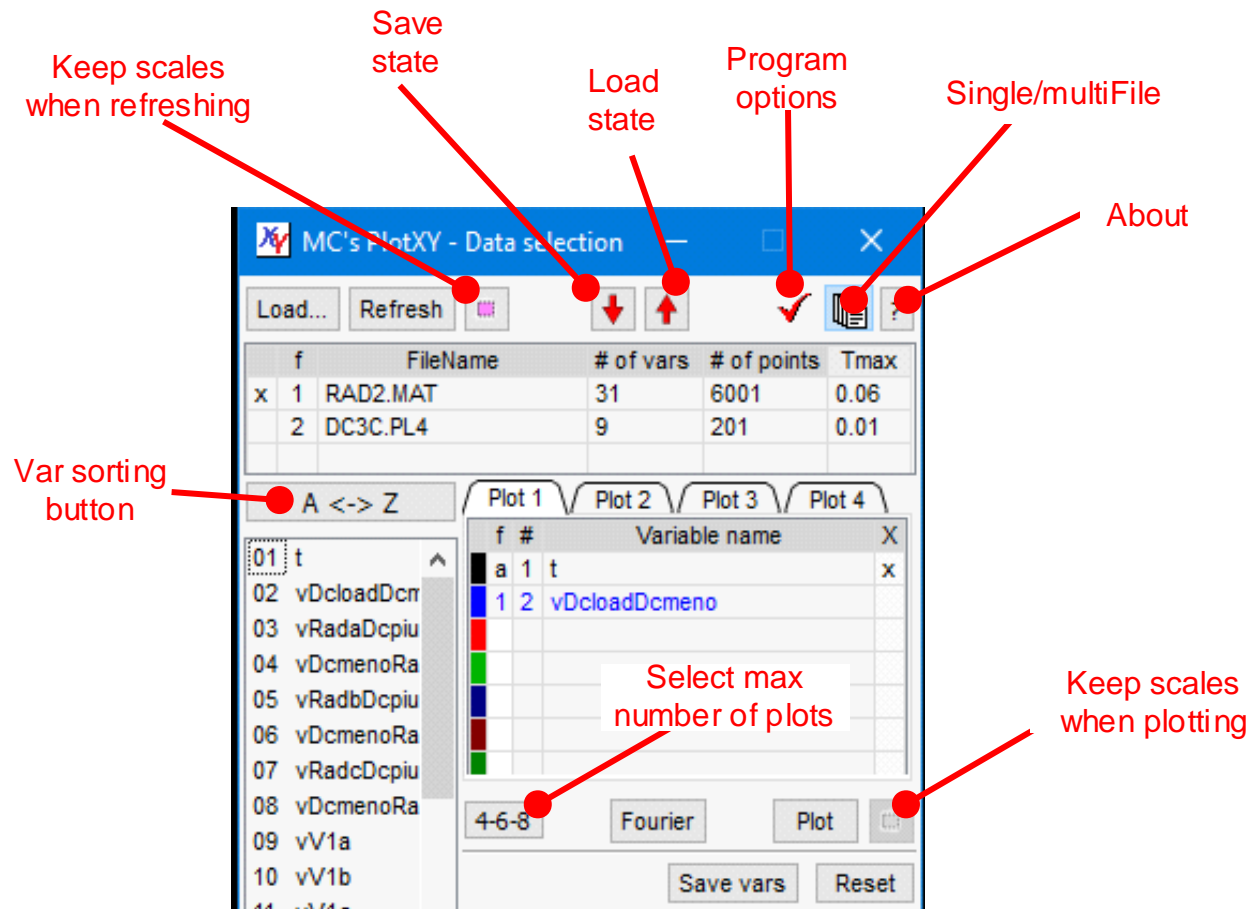 Save
state
Keep scales
when refreshing
Load
state
Program
options
Single/multiFile
About
MC's PlotXY - Data selection
Load... Refresh ?
f FileName # of vars # of points Tmax
x 1 RAD2.MAT 31 6001 0.06
2 DC3C.PL4 9 201 0.01
Var sorting
button
A <-> Z
Plot 1 Plot 2 Plot 3 Plot 4
f # Variable name X
a 1 t x
1 2 vDcloadDcmeno
01 t
02 vDcloadDcm
03 vRadaDcpiu
04 vDcmenoRa
05 vRadbDcpiu
06 vDcmenoRa
07 vRadcDcpiu
08 vDcmenoRa
09 vV1a
10 vV1b
Select max
number of plots
Keep scales
when plotting
4-6-8 Fourier Plot
Save vars Reset